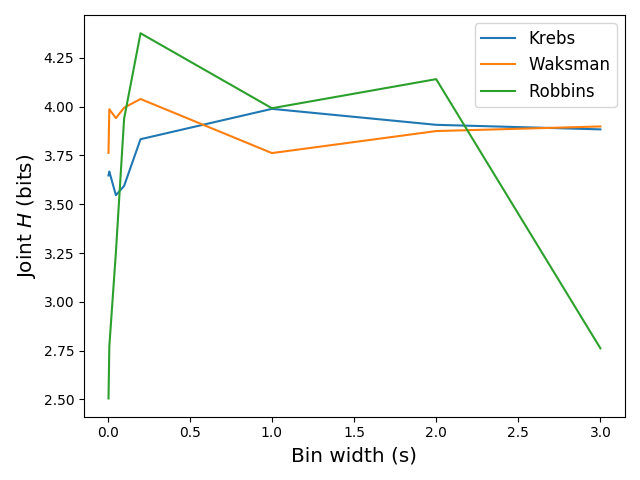 Krebs
Waksman
Robbins
4.25
4.00
3.75
3.50
3.25
3.00
2.75
2.50
Joint H (bits)
0.0 0.5 1.0 1.5 2.0 2.5 3.0
Bin width (s)